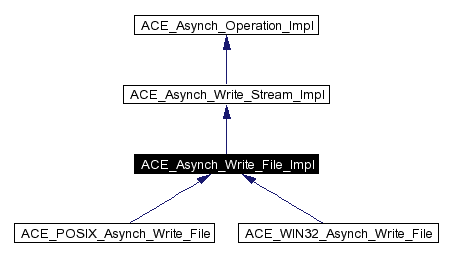 ACE_Asynch_Operation_Impl
ACE_Asynch_Write_Stream_Impl
ACE_Asynch_Write_File_Impl
ACE_POSIX_Asynch_Write_File
ACE_WIN32_Asynch_Write_File